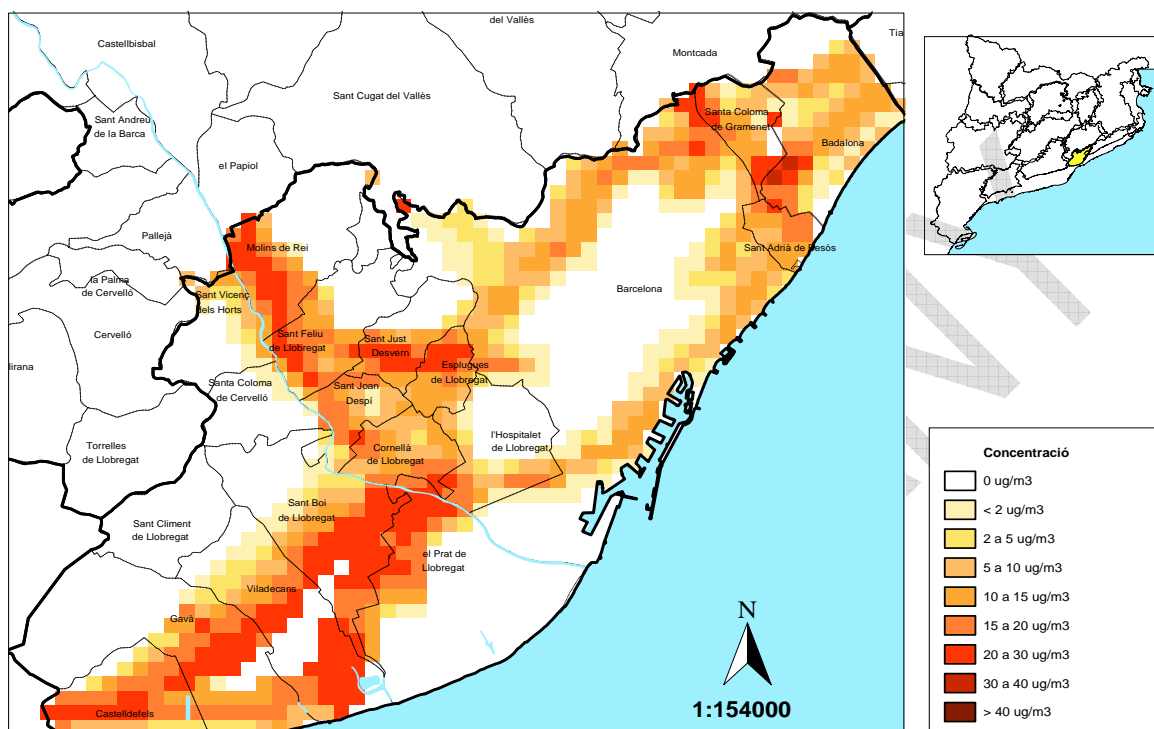 del Vallès
Tia
Castellbisbal
Montcada
Sant Cugat del Vallès
Sant Andreu
de la Barca
Santa Coloma
de Gramenet
Badalona
el Papiol
Pallejà
Molins de Rei
Sant Adrià de Besòs
la Palma
de Cervelló
Sant Vicenç
dels Horts
Barcelona
Cervelló
Sant Feliu
de Llobregat
Sant Just
Desvern
lirana
Esplugues
de Llobregat
Santa Coloma
de Cervelló
Sant Joan
Despí
Torrelles
de Llobregat
Cornellà
de Llobregat
l'Hospitalet
de Llobregat
Sant Boi
de Llobregat
Sant Climent
de Llobregat
el Prat de
Llobregat
Viladecans
Gavà
Castelldefels
N
1:154000
Concentració
0 ug/m3
< 2 ug/m3
2 a 5 ug/m3
5 a 10 ug/m3
10 a 15 ug/m3
15 a 20 ug/m3
20 a 30 ug/m3
30 a 40 ug/m3
> 40 ug/m3